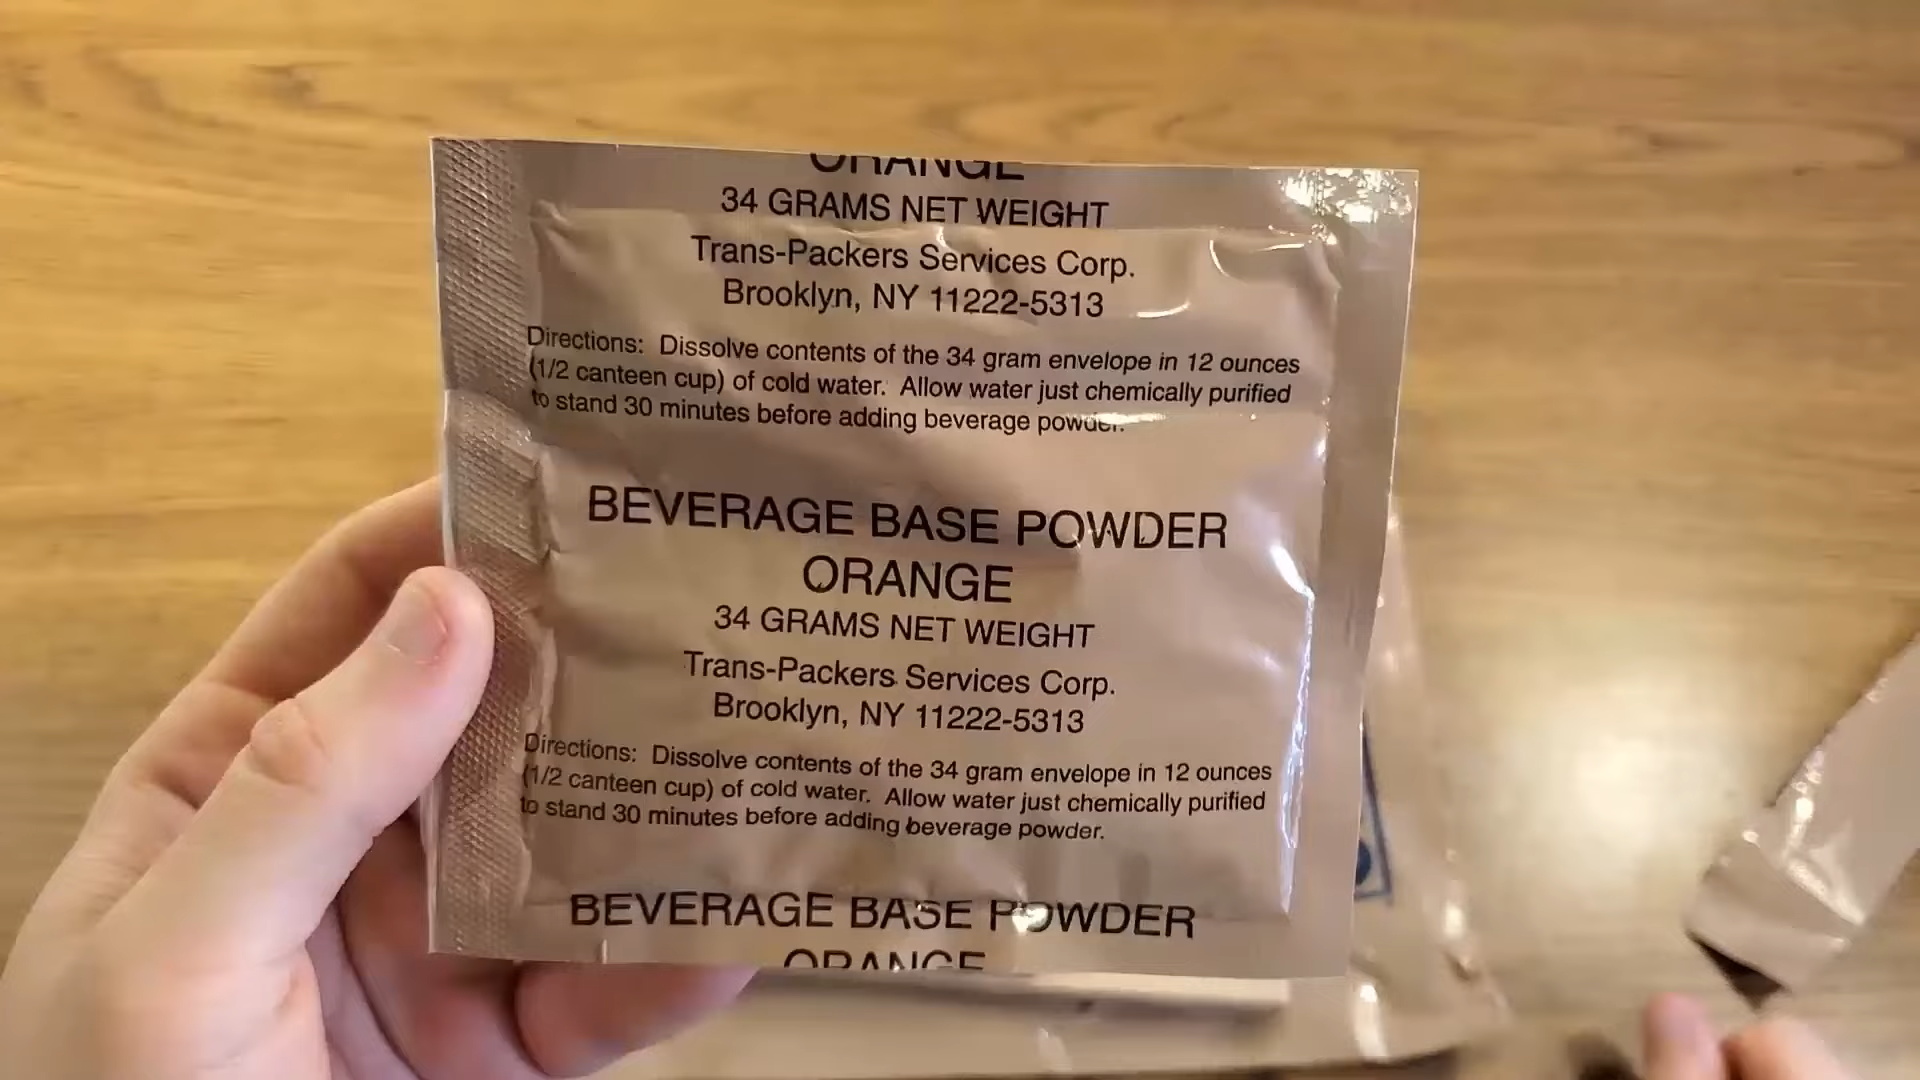 ORANGE
34 GRAMS NET WEIGHT
Trans-Packers Services Corp.
Brooklyn, NY 11222-5313
Directions: Dissolve contents of the 34 gram envelope in 12 ounces
(1/2 canteen cup) of cold water. Allow water just chemically purified
to stand 30 minutes before adding beverage powder.
BEVERAGE BASE POWDER
ORANGE
34 GRAMS NET WEIGHT
Trans-Packers Services Corp.
Brooklyn, NY 11222-5313
Directions: Dissolve contents of the 34 gram envelope in 12 ounces
(1/2 canteen cup) of cold water. Allow water just chemically purified
to stand 30 minutes before adding beverage powder.
BEVERAGE BASE POWDER
ORANGE